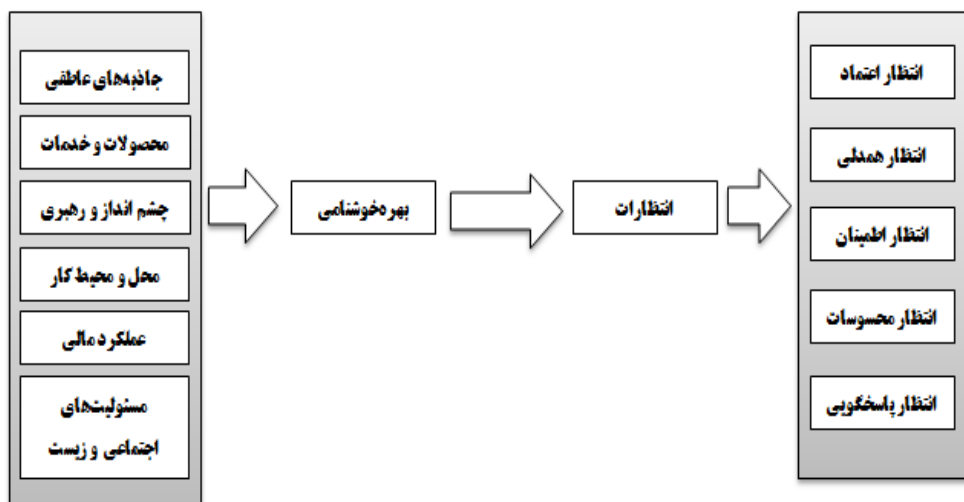 جاذبه‌های عاطفی
محصولات و خدمات
چشم انداز و رهبری
محل و محیط کار
عملکرد مالی
مسئولیت‌های
اجتماعی و زیست
بهره‌خوشنامی
انتظارات
انتظار اعتماد
انتظار همدلی
انتظار اطمینان
انتظار محسوسات
انتظار پاسخگویی